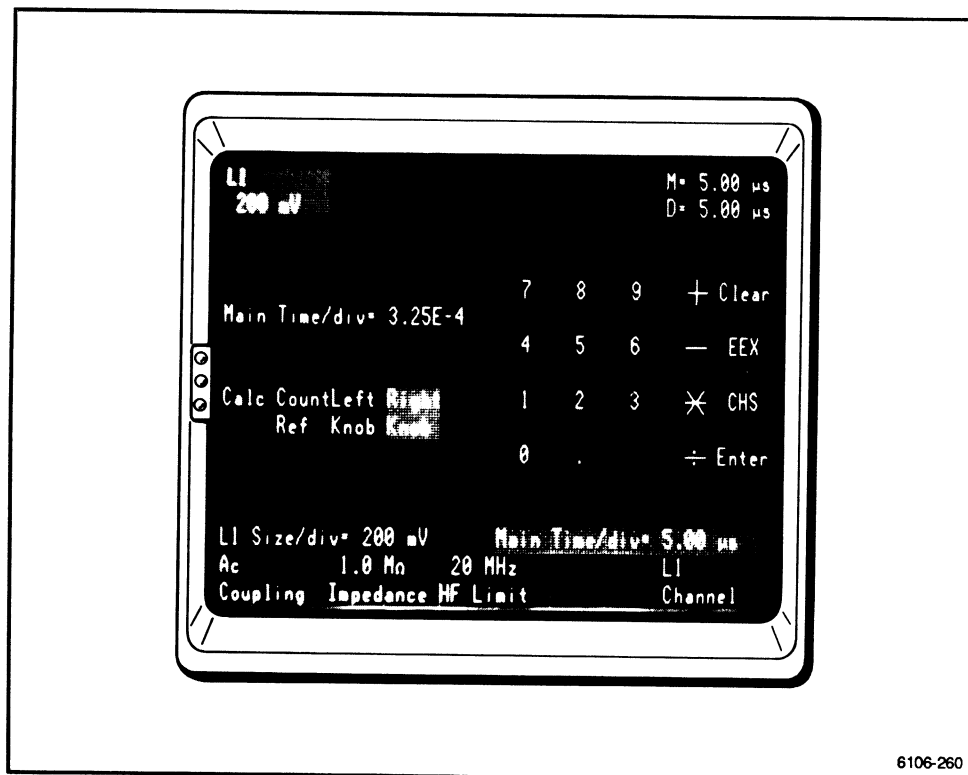 L1
200 mV
M= 5.00 µs
D= 5.00 µs
7 8 9 + Clear
Main Time/div= 3.25E-4
4 5 6 — EEX
Calc CountLeft Right 1 2 3 ✳ CHS
Ref Knob Knob
0 . ÷ Enter
L1 Size/div= 200 mV Main Time/div= 5.00 µs
Ac 1.0 MΩ 20 MHz L1
Coupling Impedance HF Limit Channel
6106-260